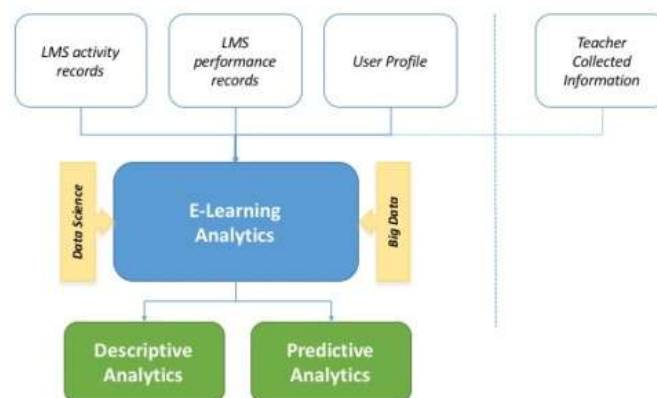 LMS activity
records
LMS
performance
records
User Profile
Teacher
Collected
Information
Data Science
E-Learning
Analytics
Big Data
Descriptive
Analytics
Predictive
Analytics